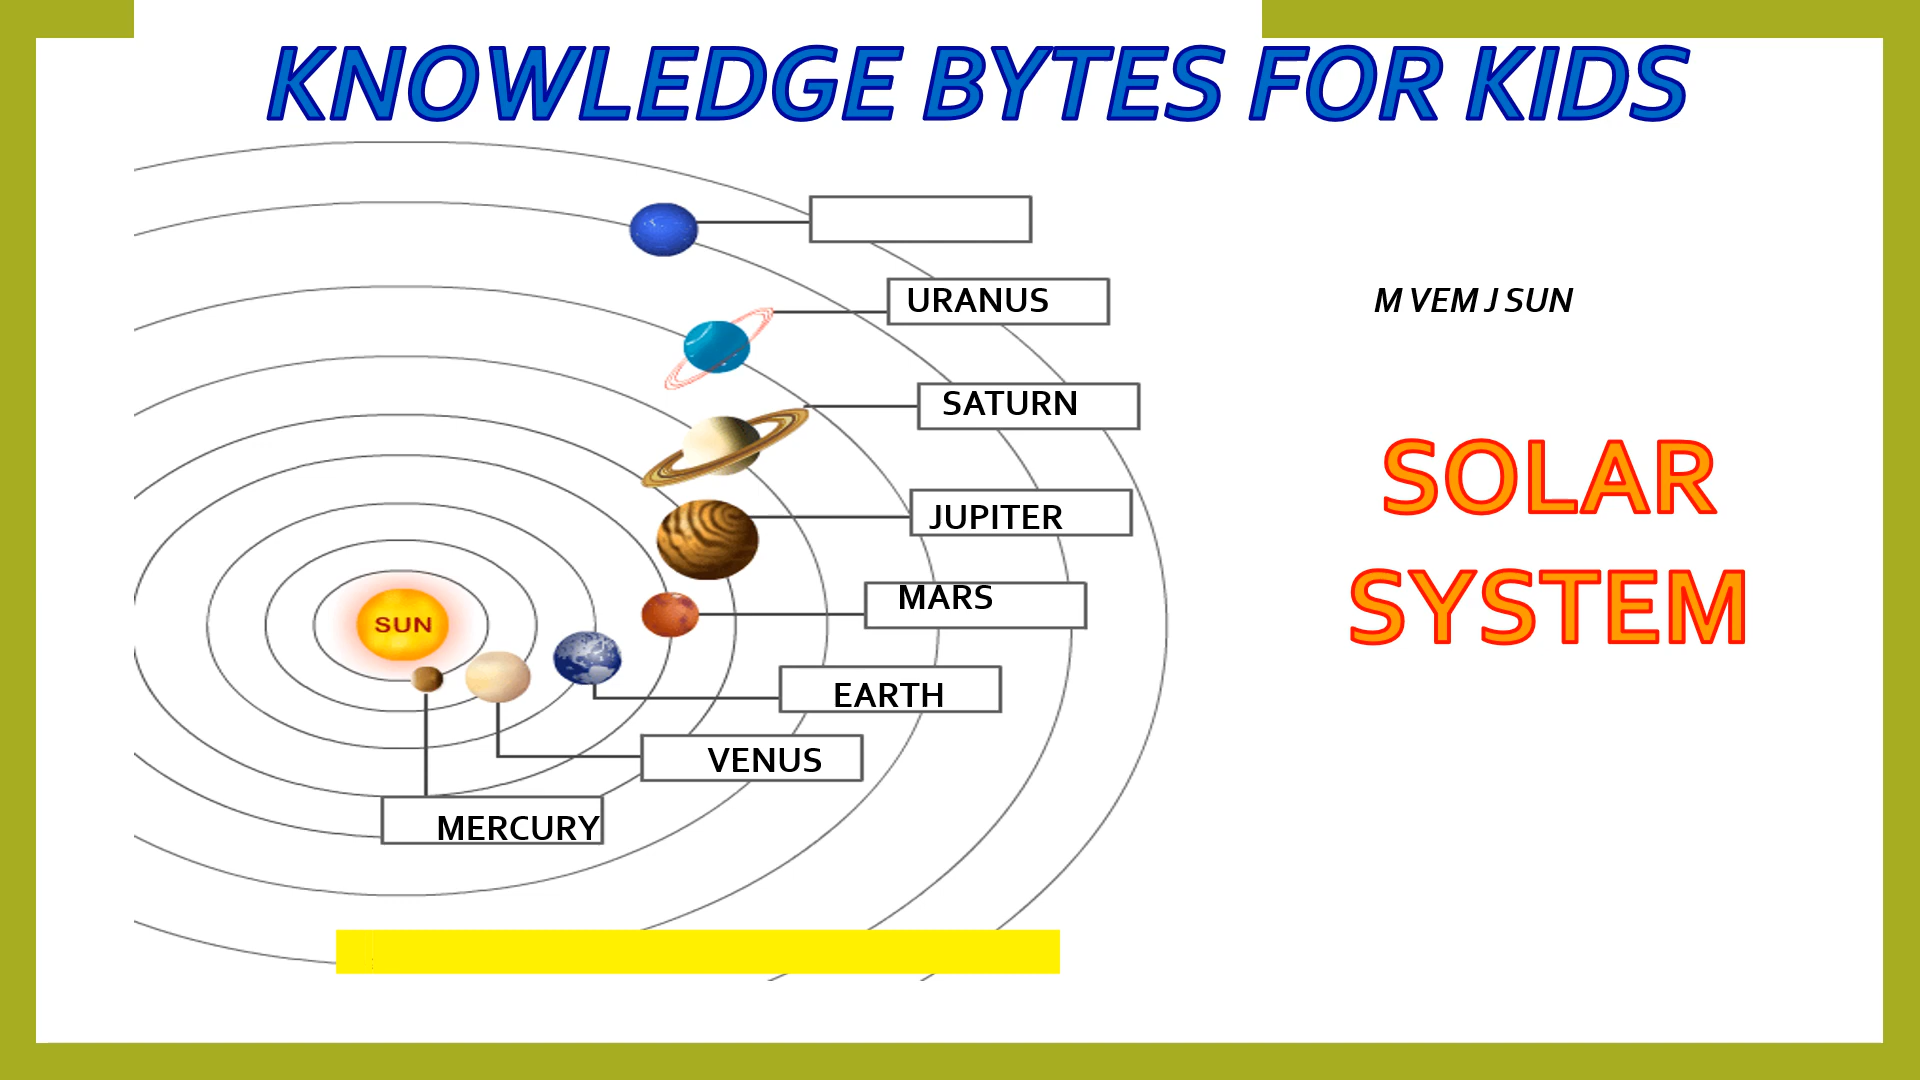 KNOWLEDGE BYTES FOR KIDS
URANUS
M VEM J SUN
SATURN
SOLAR
JUPITER
SYSTEM
MARS
SUN
EARTH
VENUS
MERCURY